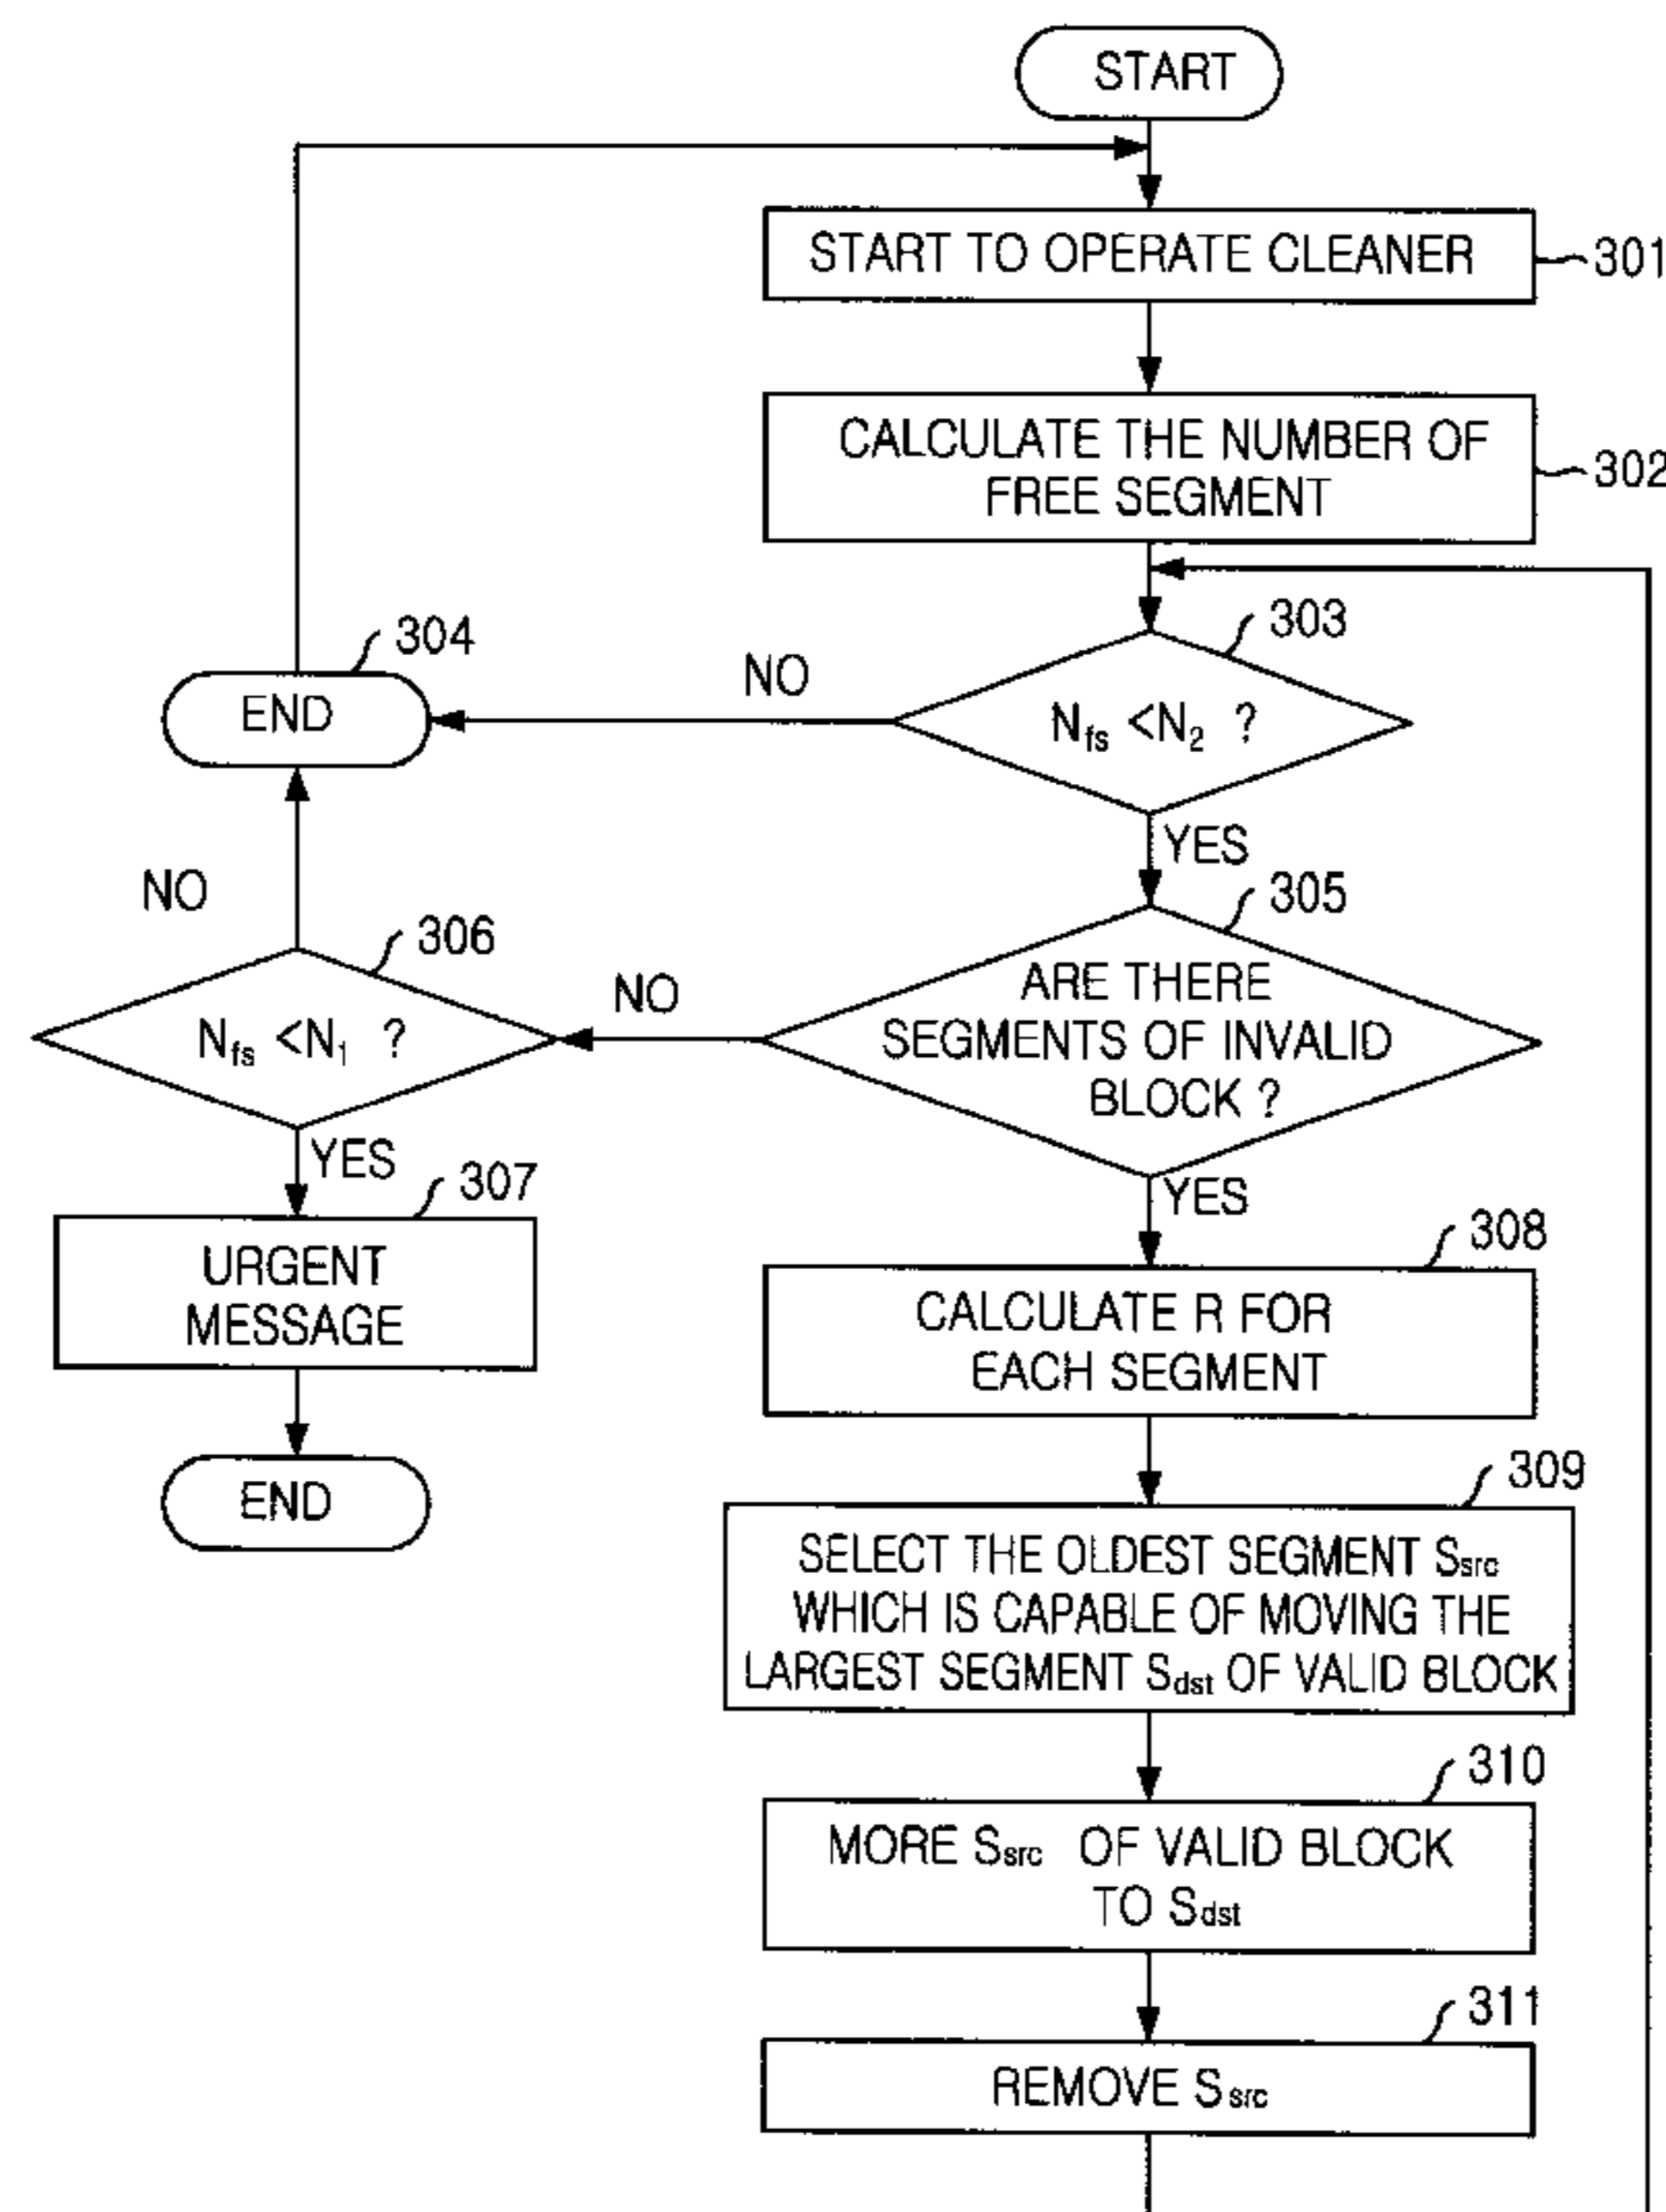 START
START TO OPERATE CLEANER
301
CALCULATE THE NUMBER OF
FREE SEGMENT
302
303
Nfs <N2 ?
NO
304
END
YES
305
ARE THERE
SEGMENTS OF INVALID
BLOCK ?
NO
306
Nfs <N1 ?
NO
YES
307
URGENT
MESSAGE
END
YES
308
CALCULATE R FOR
EACH SEGMENT
309
SELECT THE OLDEST SEGMENT Ssrc
WHICH IS CAPABLE OF MOVING THE
LARGEST SEGMENT Sdst OF VALID BLOCK
310
MORE Ssrc OF VALID BLOCK
TO Sdst
311
REMOVE Ssrc